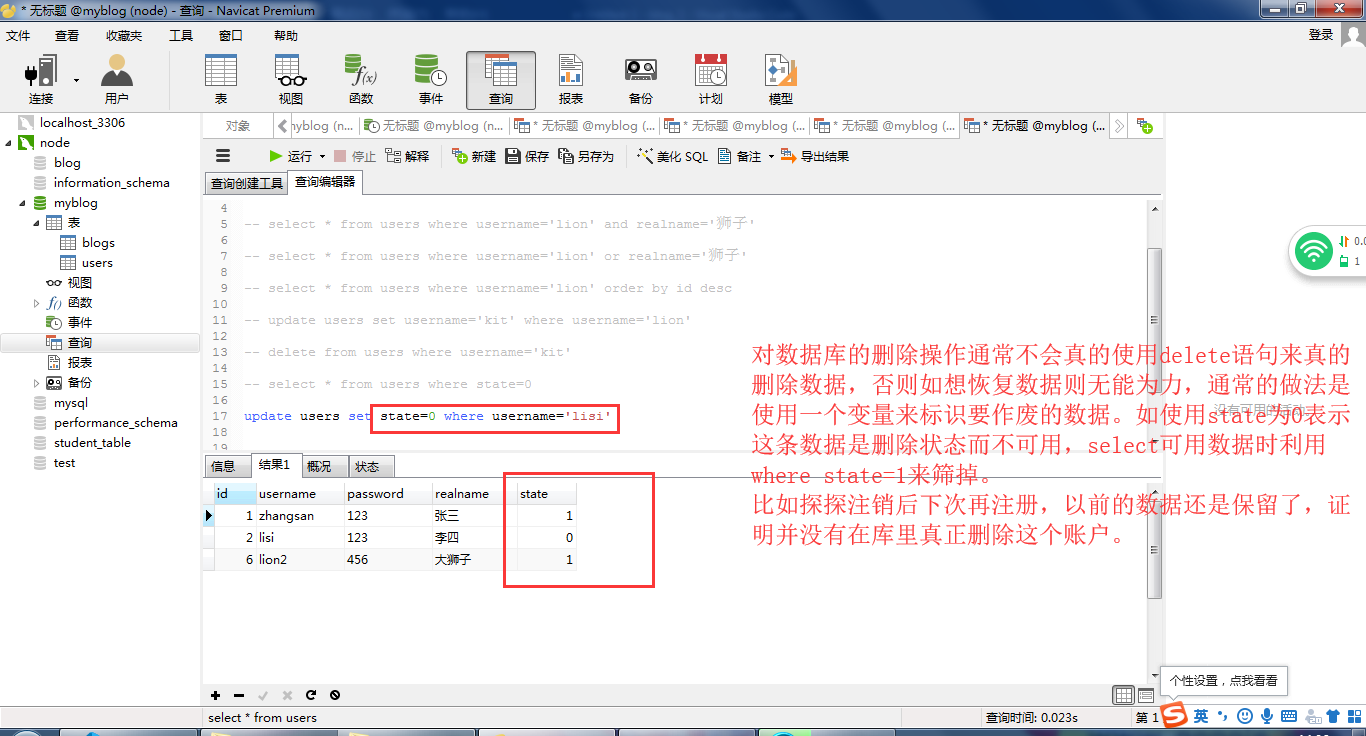 * 无标题 @myblog (node) - 查询 - Navicat Premium
文件 查看 收藏夹 工具 窗口 帮助 登录
连接 用户 表 视图 函数 事件 查询 报表 备份 计划 模型
localhost_3306
node
blog
information_schema
myblog
表
blogs
users
视图
函数
事件
查询
报表
备份
mysql
performance_schema
student_table
test
对象 myblog (n... 无标题 @myblog (n... * 无标题 @myblog (... * 无标题 @myblog (... * 无标题 @myblog (... * 无标题 @myblog (...
运行 停止 解释 新建 保存 另存为 美化 SQL 备注 导出结果
查询创建工具 查询编辑器
4
5 -- select * from users where username='lion' and realname='狮子'
6
7 -- select * from users where username='lion' or realname='狮子'
8
9 -- select * from users where username='lion' order by id desc
10
11 -- update users set username='kit' where username='lion'
12
13 -- delete from users where username='kit'
14
15 -- select * from users where state=0
16
17 update users set state=0 where username='lisi'
18
19
对数据库的删除操作通常不会真的使用delete语句来真的
删除数据，否则如想恢复数据则无能为力，通常的做法是
使用一个变量来标识要作废的数据。如使用state为0表示
这条数据是删除状态而不可用，select可用数据时利用
where state=1来筛掉。
比如探探注销后下次再注册，以前的数据还是保留了，证
明并没有在库里真正删除这个账户。
信息 结果1 概况 状态
id username password realname state
1 zhangsan 123 张三 1
2 lisi 123 李四 0
6 lion2 456 大狮子 1
0.0
1
个性设置，点我看看
select * from users 查询时间: 0.023s 第 1
英